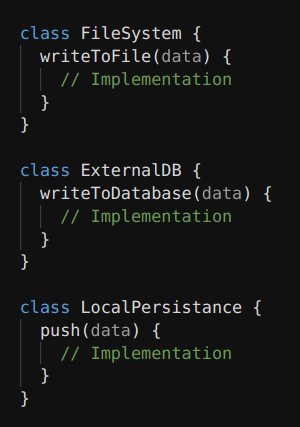 class FileSystem {
writeToFile(data) {
// Implementation
}
}
class ExternalDB {
writeToDatabase(data) {
// Implementation
}
}
class LocalPersistance {
push(data) {
// Implementation
}
}